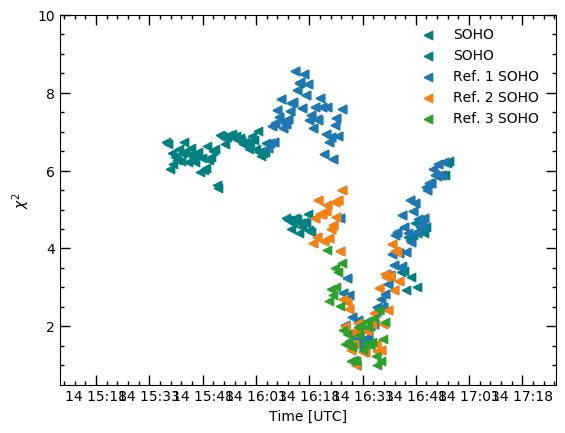 10
8
6
4
2
χ²
SOHO
SOHO
Ref. 1 SOHO
Ref. 2 SOHO
Ref. 3 SOHO
14 15:18 14 15:33 14 15:48 14 16:03 14 16:18 14 16:33 14 16:48 14 17:03 14 17:18
Time [UTC]